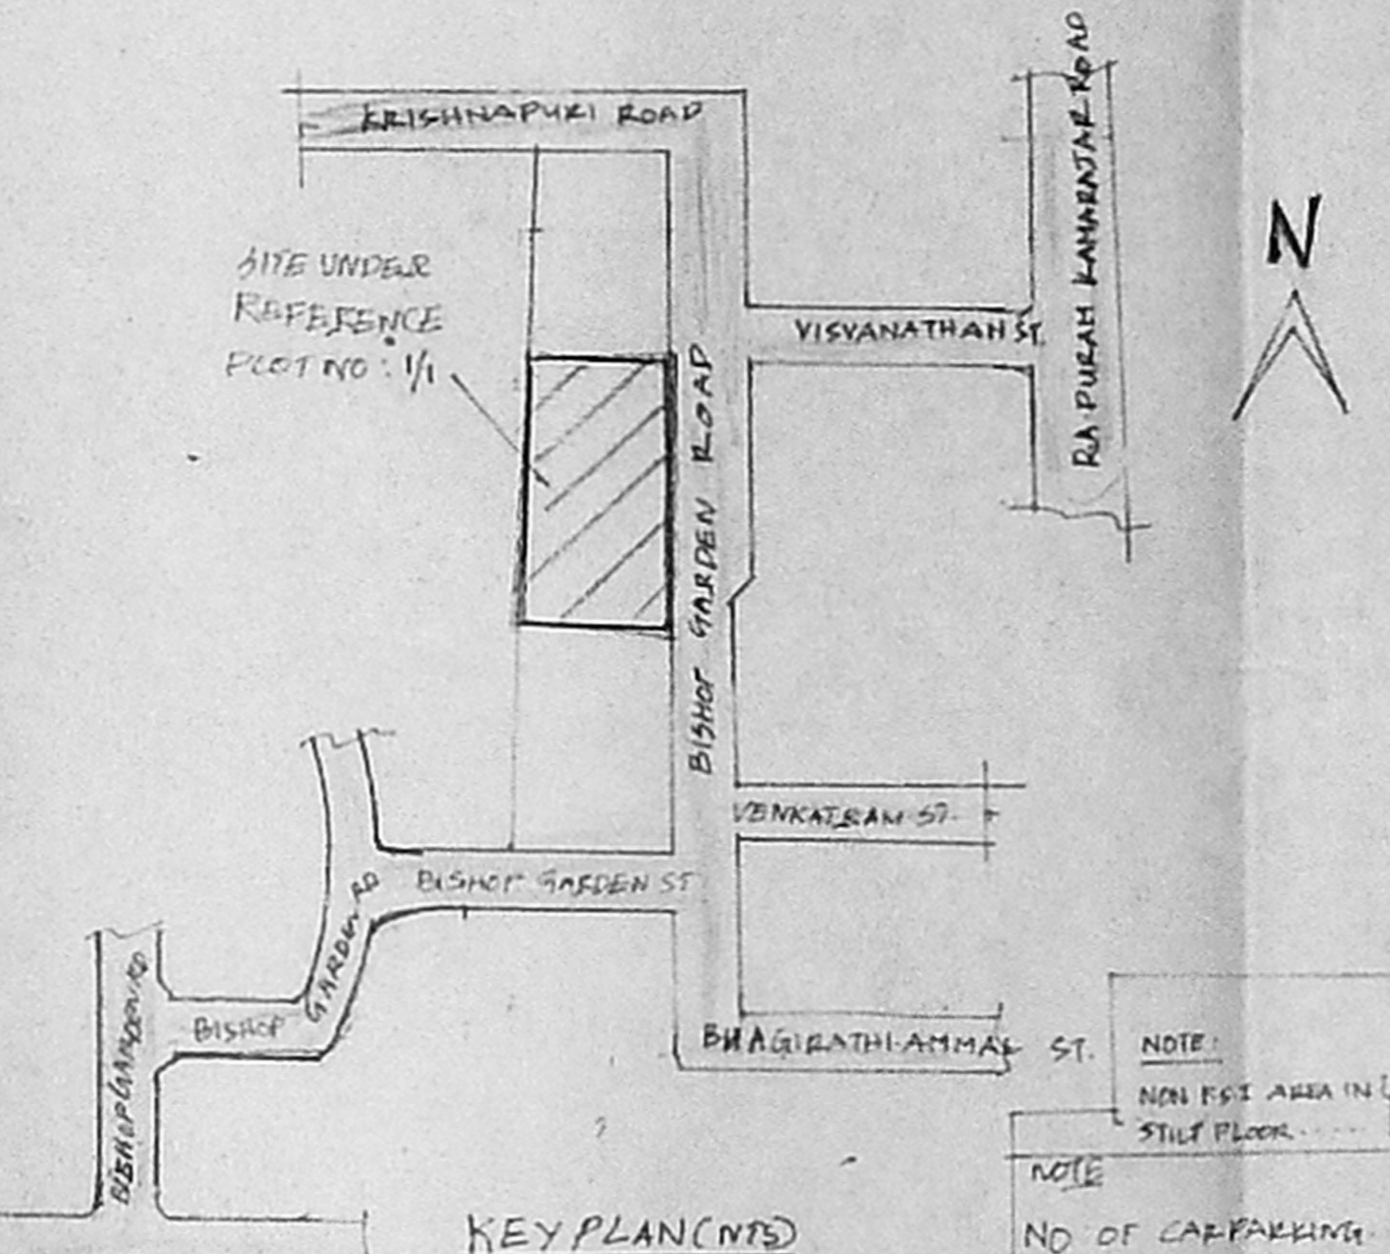 KRISHNAPURI ROAD
RA·PURAM KAMARAJAR ROAD
N
SITE UNDER
REFERENCE
PLOT NO: 1/1
VISVANATHAN ST.
BISHOP GARDEN ROAD
VENKATRAM ST.
BISHOP GARDEN ST
BISHOP GARDEN RD
BISHOP GARDEN RD
BHAGIRATHI·AMMAL ST.
NOTE:
NON FSI AREA IN
STILT FLOOR.....
NOTE
NO OF CARPARKING
KEY PLAN (NTS)